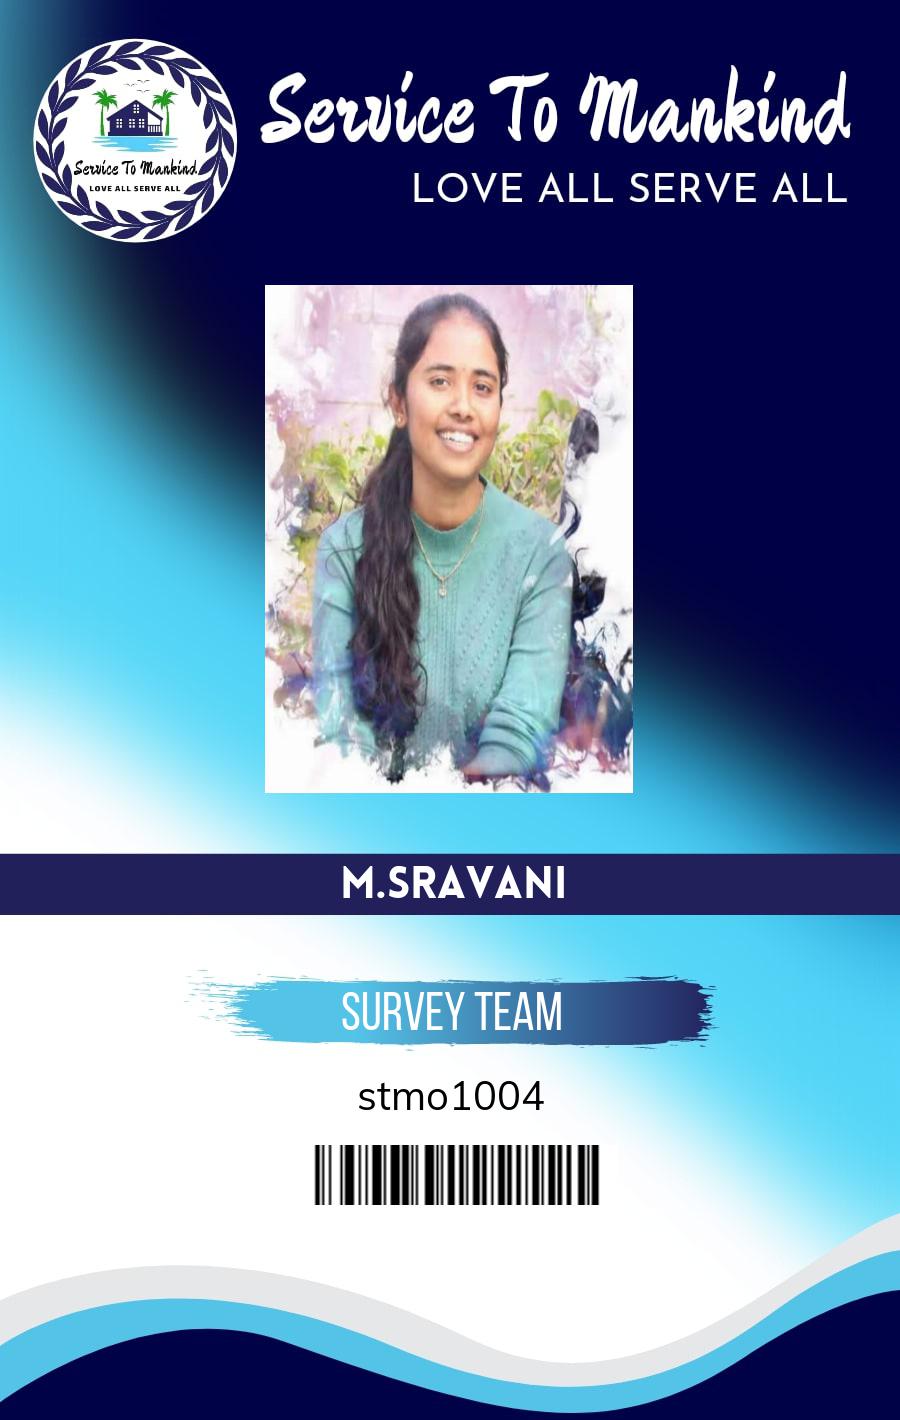 Service To Mankind
LOVE ALL SERVE ALL
Service To Mankind
LOVE ALL SERVE ALL
M.SRAVANI
SURVEY TEAM
stmo1004